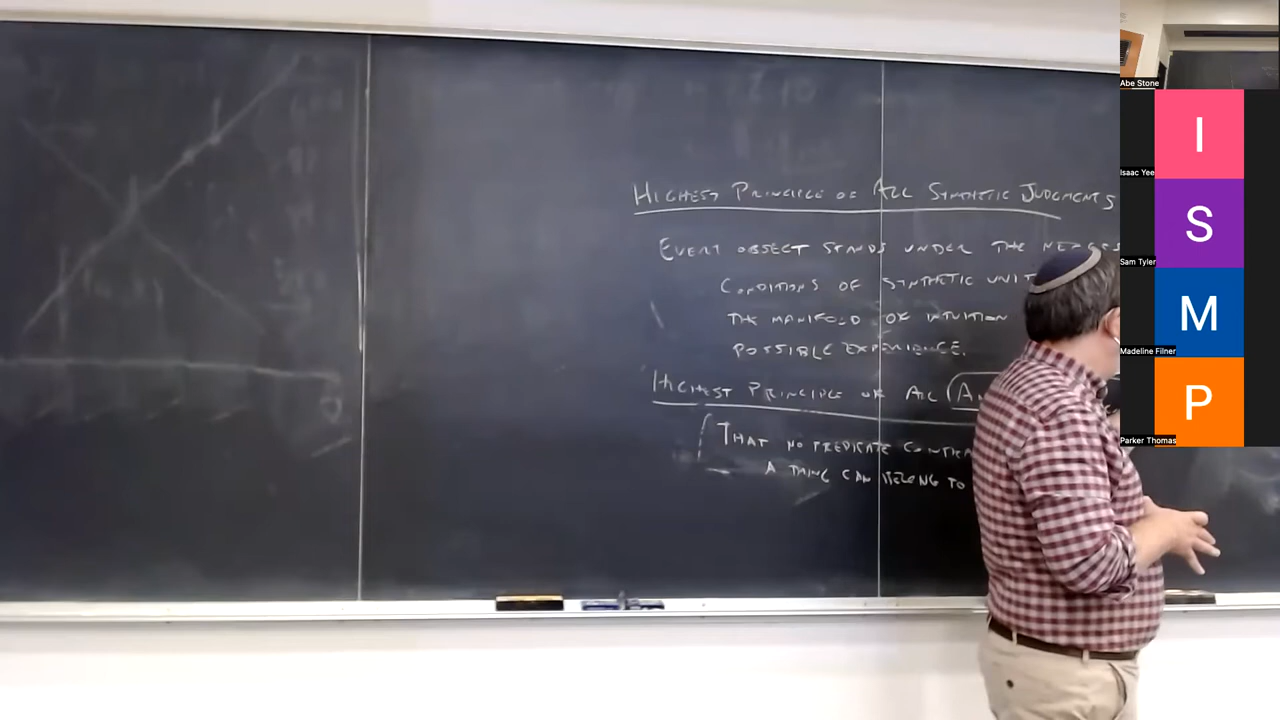 HIGHEST PRINCIPLE OF ALL SYNTHETIC JUDGMENTS
EVERY OBJECT STANDS UNDER THE NECES
CONDITIONS OF SYNTHETIC UNIT
THE MANIFOLD OF INTUITION
POSSIBLE EXPERIENCE.
HIGHEST PRINCIPLE OF ALL (A
THAT NO PREDICATE CONTRA
A THING CAN BELONG TO
Abe Stone
I
Isaac Yee
S
Sam Tyler
M
Madeline Filner
P
Parker Thomas